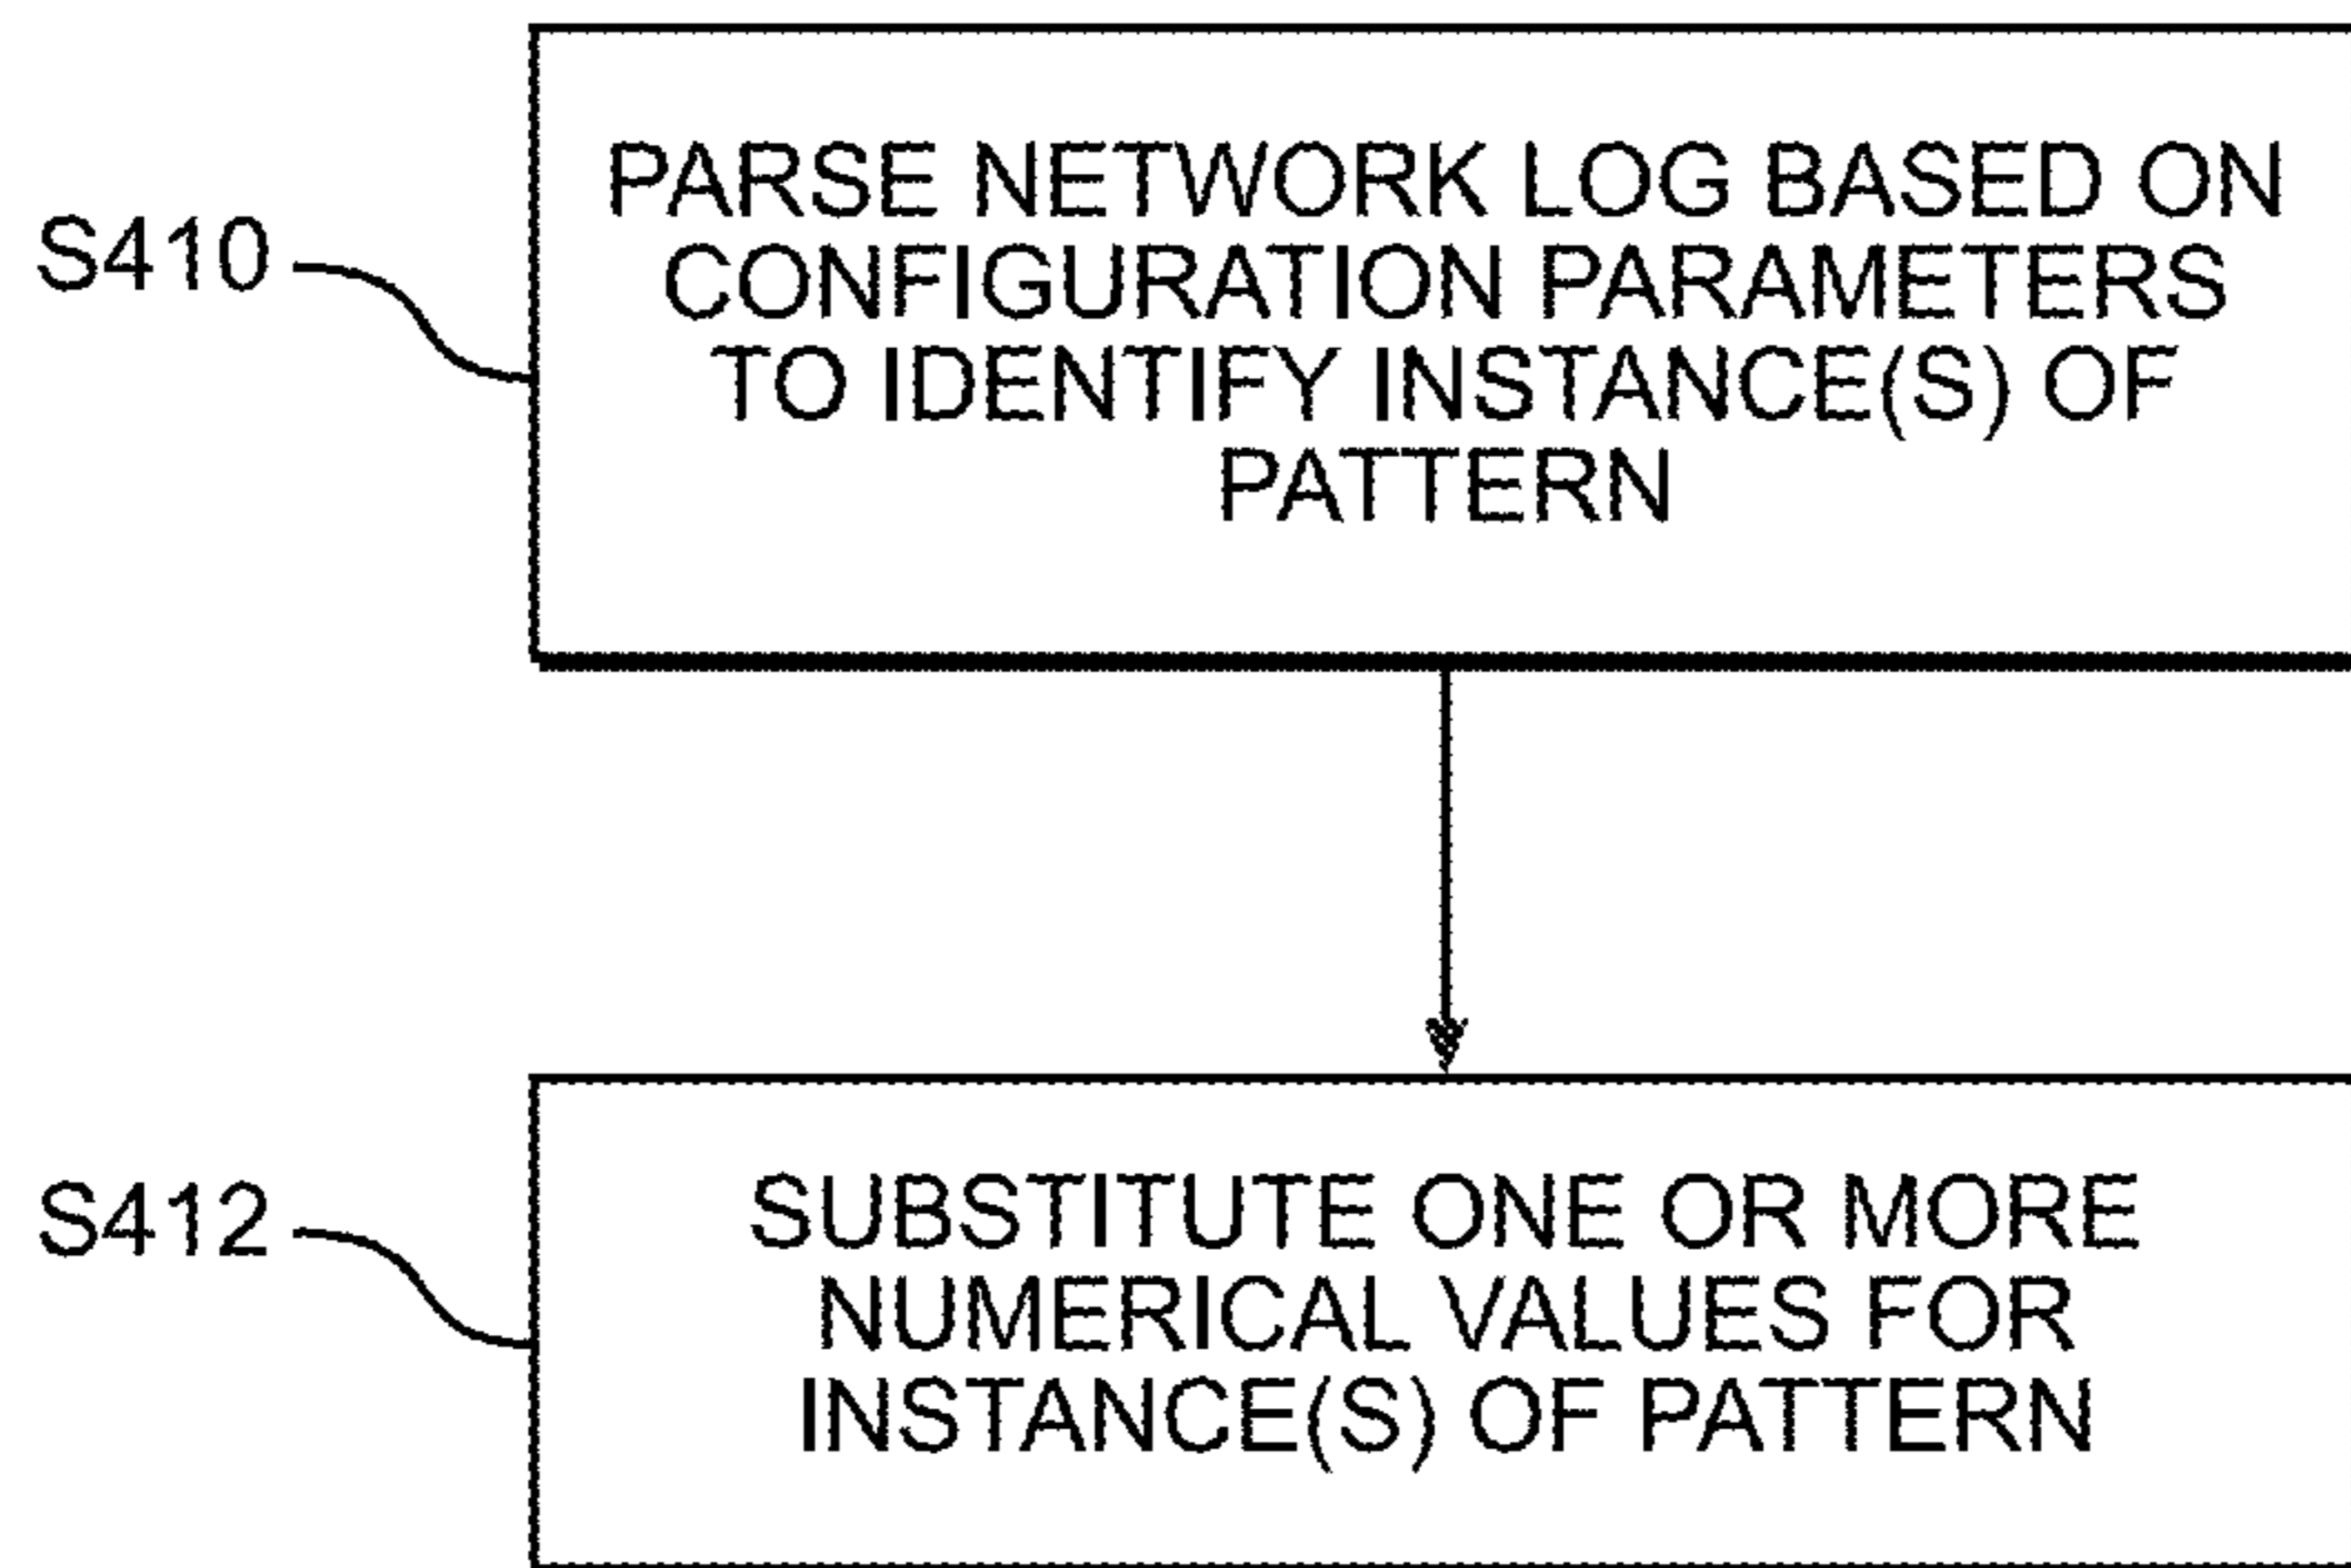 S410
PARSE NETWORK LOG BASED ON
CONFIGURATION PARAMETERS
TO IDENTIFY INSTANCE(S) OF
PATTERN
S412
SUBSTITUTE ONE OR MORE
NUMERICAL VALUES FOR
INSTANCE(S) OF PATTERN